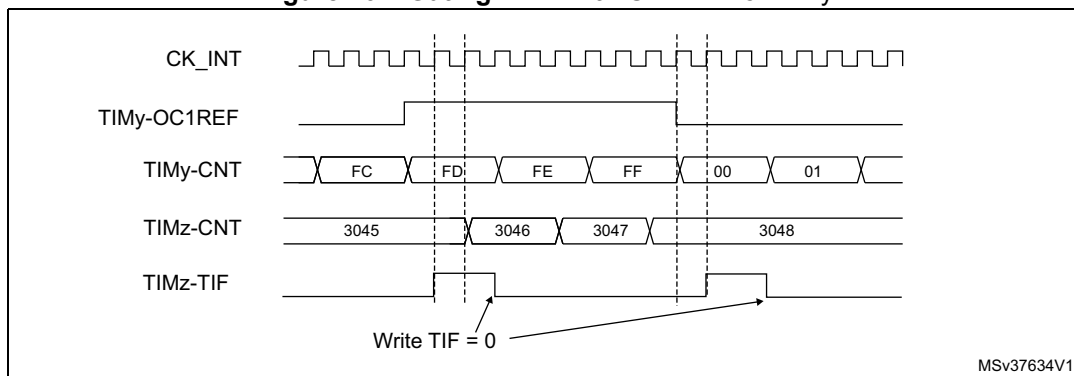 CK_INT
TIMy-OC1REF
TIMy-CNT FC FD FE FF 00 01
TIMz-CNT 3045 3046 3047 3048
TIMz-TIF
Write TIF = 0
MSv37634V1